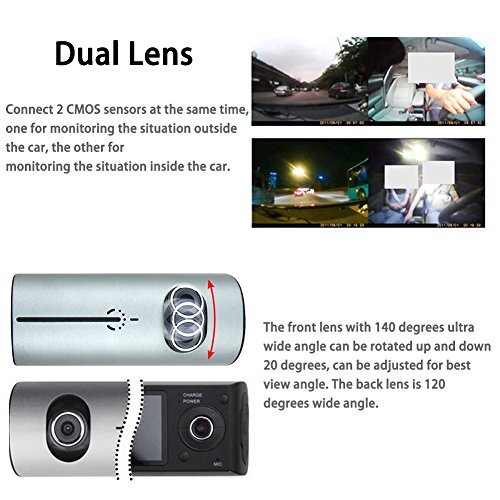 Dual Lens
Connect 2 CMOS sensors at the same time,
one for monitoring the situation outside
the car, the other for
monitoring the situation inside the car.
The front lens with 140 degrees ultra
wide angle can be rotated up and down
20 degrees, can be adjusted for best
view angle. The back lens is 120
degrees wide angle.
CHARGE
POWER
MIC